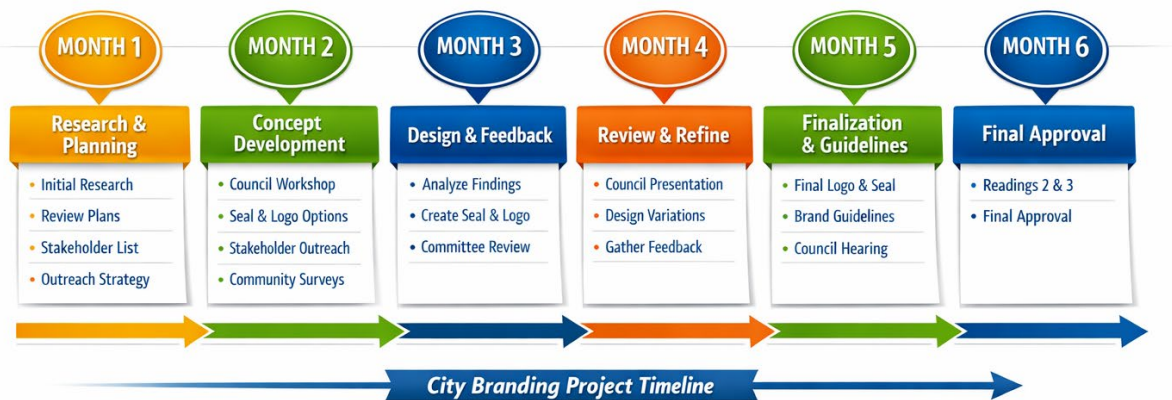 MONTH 1
Research &
Planning
• Initial Research
• Review Plans
• Stakeholder List
• Outreach Strategy
MONTH 2
Concept
Development
• Council Workshop
• Seal & Logo Options
• Stakeholder Outreach
• Community Surveys
MONTH 3
Design & Feedback
• Analyze Findings
• Create Seal & Logo
• Committee Review
MONTH 4
Review & Refine
• Council Presentation
• Design Variations
• Gather Feedback
MONTH 5
Finalization
& Guidelines
• Final Logo & Seal
• Brand Guidelines
• Council Hearing
MONTH 6
Final Approval
• Readings 2 & 3
• Final Approval
City Branding Project Timeline